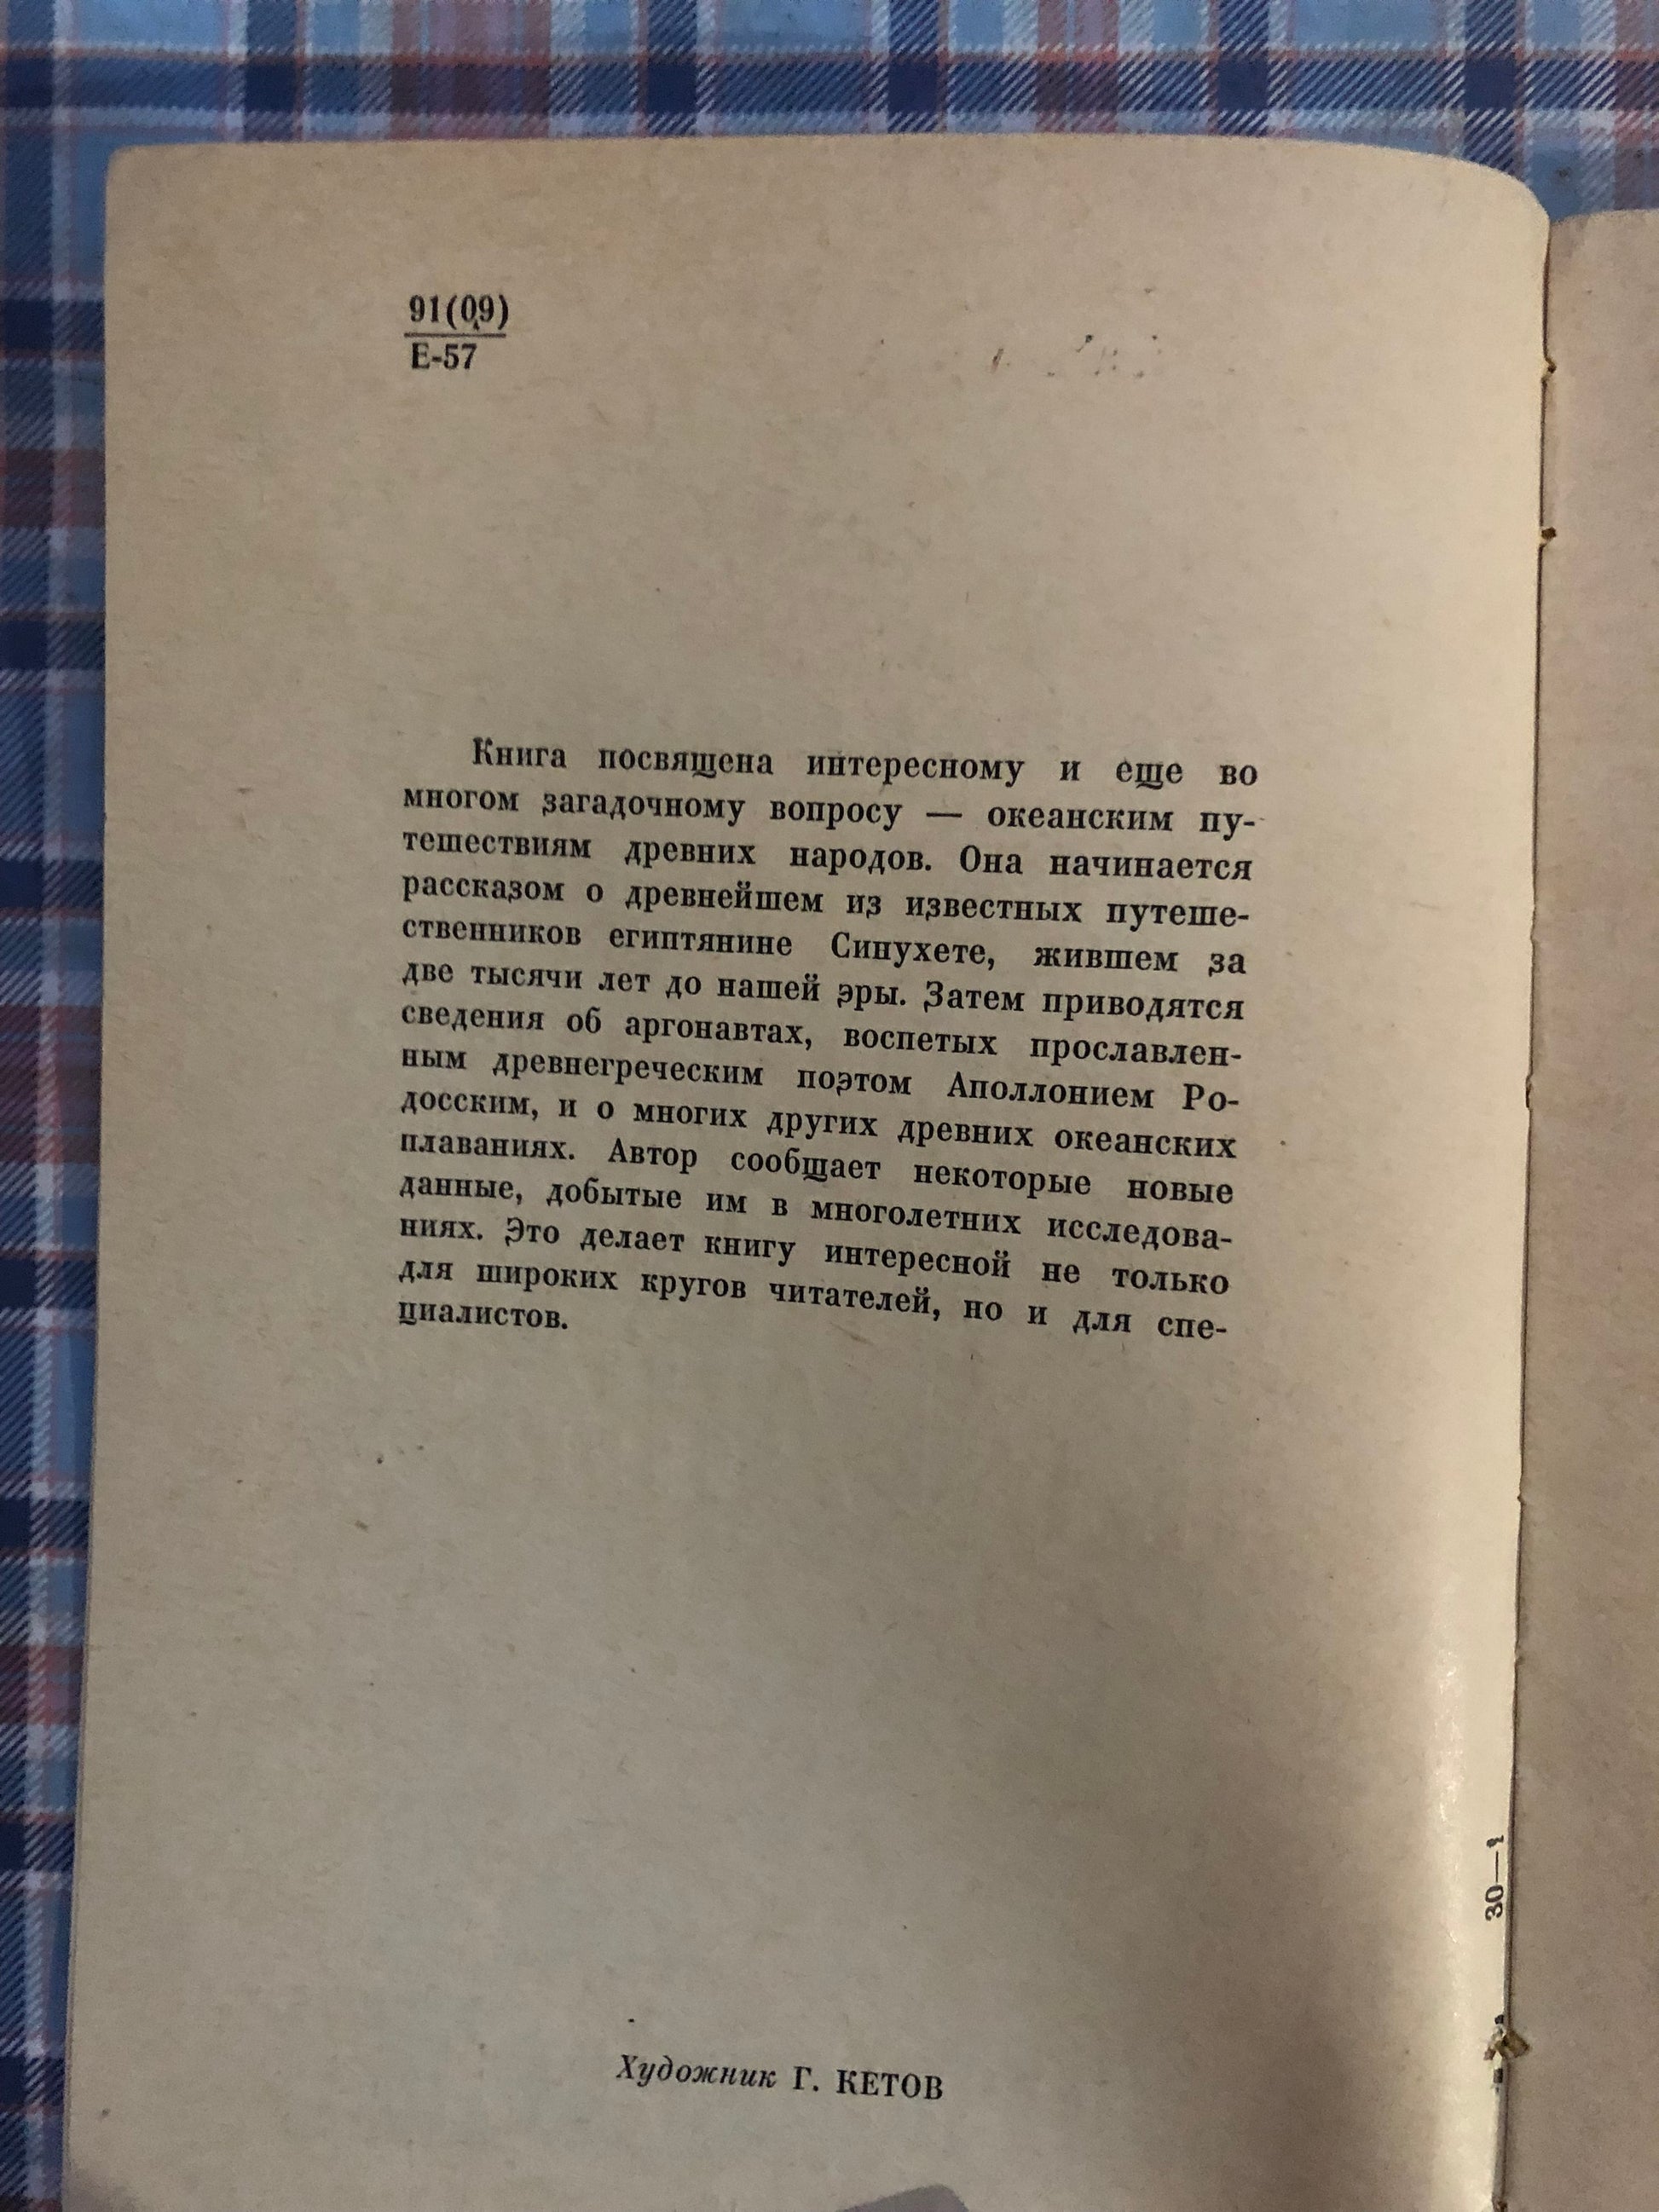 91(09)
Е-57
Книга посвящена интересному и еще во
многом загадочному вопросу — океанским пу-
тешествиям древних народов. Она начинается
рассказом о древнейшем из известных путеше-
ственников египтянине Синухете, жившем за
две тысячи лет до нашей эры. Затем приводятся
сведения об аргонавтах, воспетых прославлен-
ным древнегреческим поэтом Аполлонием Ро-
досским, и о многих других древних океанских
плаваниях. Автор сообщает некоторые новые
данные, добытые им в многолетних исследова-
ниях. Это делает книгу интересной не только
для широких кругов читателей, но и для спе-
циалистов.
30—1
Художник Г. КЕТОВ